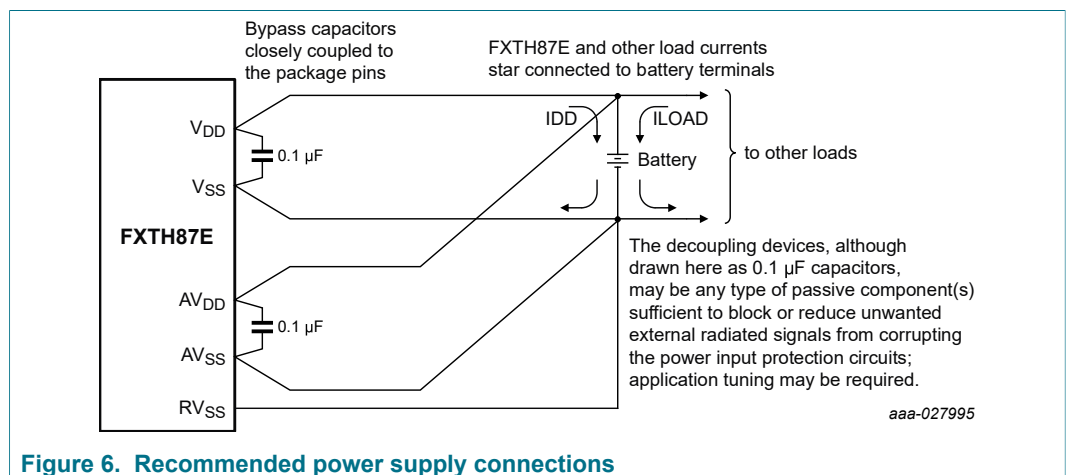 Bypass capacitors
closely coupled to
the package pins
FXTH87E and other load currents
star connected to battery terminals
VDD
0.1 µF
VSS
FXTH87E
AVDD
0.1 µF
AVSS
RVSS
IDD
ILOAD
Battery
to other loads
The decoupling devices, although
drawn here as 0.1 µF capacitors,
may be any type of passive component(s)
sufficient to block or reduce unwanted
external radiated signals from corrupting
the power input protection circuits;
application tuning may be required.
aaa-027995
Figure 6. Recommended power supply connections